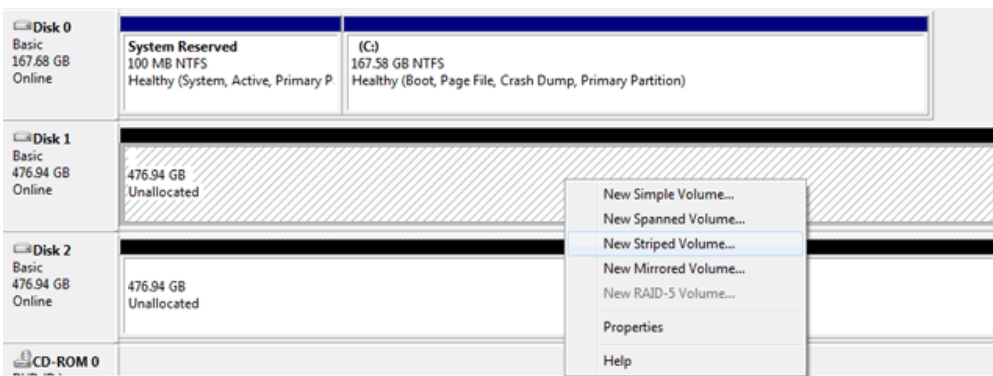 Disk 0
Basic
167.68 GB
Online
System Reserved
100 MB NTFS
Healthy (System, Active, Primary P
(C:)
167.58 GB NTFS
Healthy (Boot, Page File, Crash Dump, Primary Partition)
Disk 1
Basic
476.94 GB
Online
476.94 GB
Unallocated
New Simple Volume...
New Spanned Volume...
New Striped Volume...
New Mirrored Volume...
New RAID-5 Volume...
Properties
Help
Disk 2
Basic
476.94 GB
Online
476.94 GB
Unallocated
CD-ROM 0